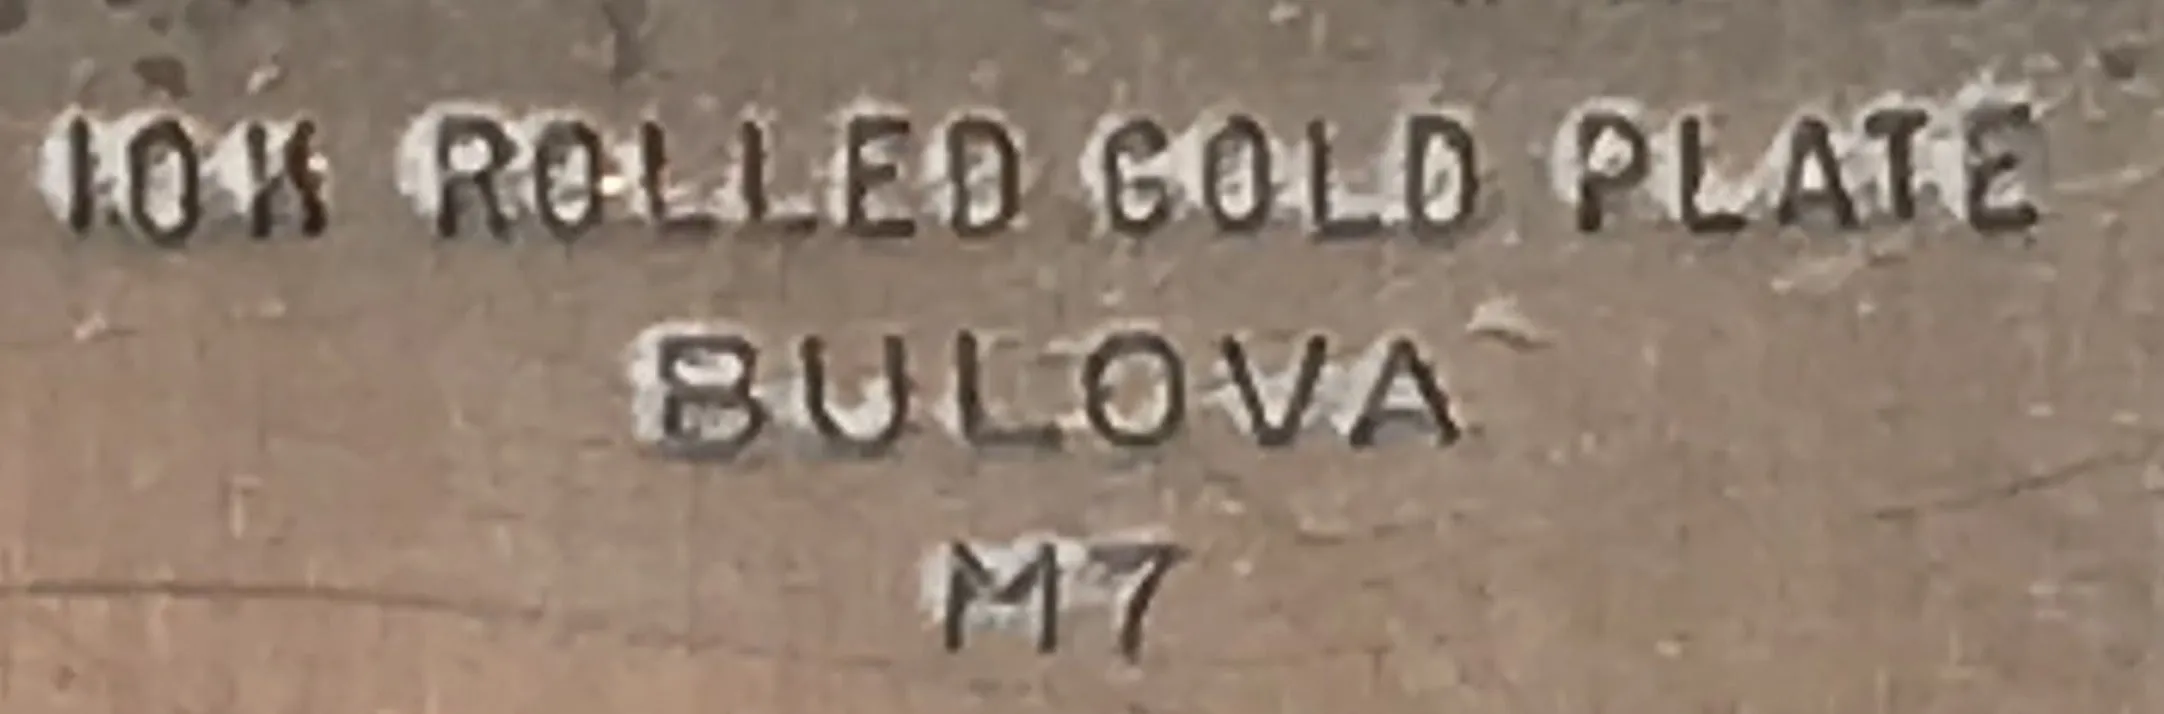 10K ROLLED GOLD PLATE
BULOVA
M7